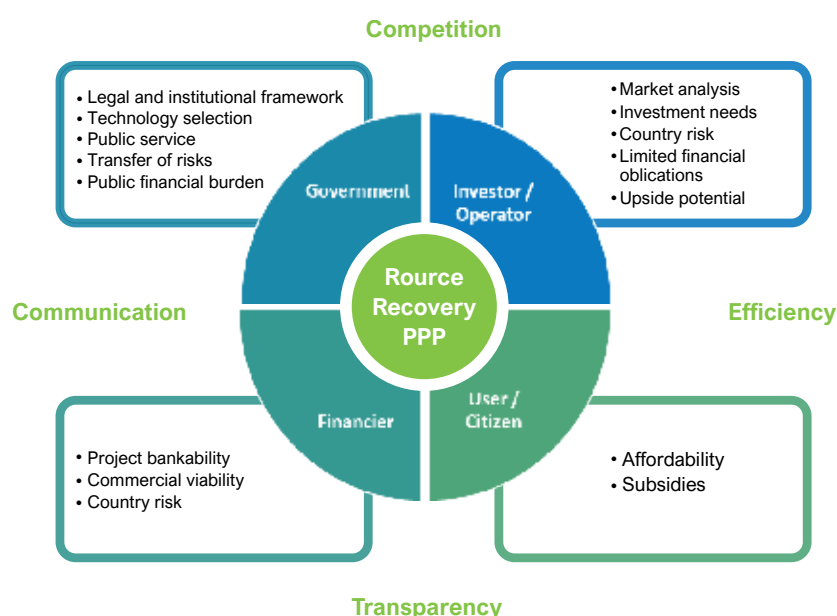 Competition
• Legal and institutional framework
• Technology selection
• Public service
• Transfer of risks
• Public financial burden
•Market analysis
•Investment needs
•Country risk
•Limited financial
oblications
•Upside potential
Government
Investor /
Operator
Communication
Rource
Recovery
PPP
Efficiency
Financier
User /
Citizen
• Project bankability
• Commercial viability
• Country risk
• Affordability
• Subsidies
Transparency